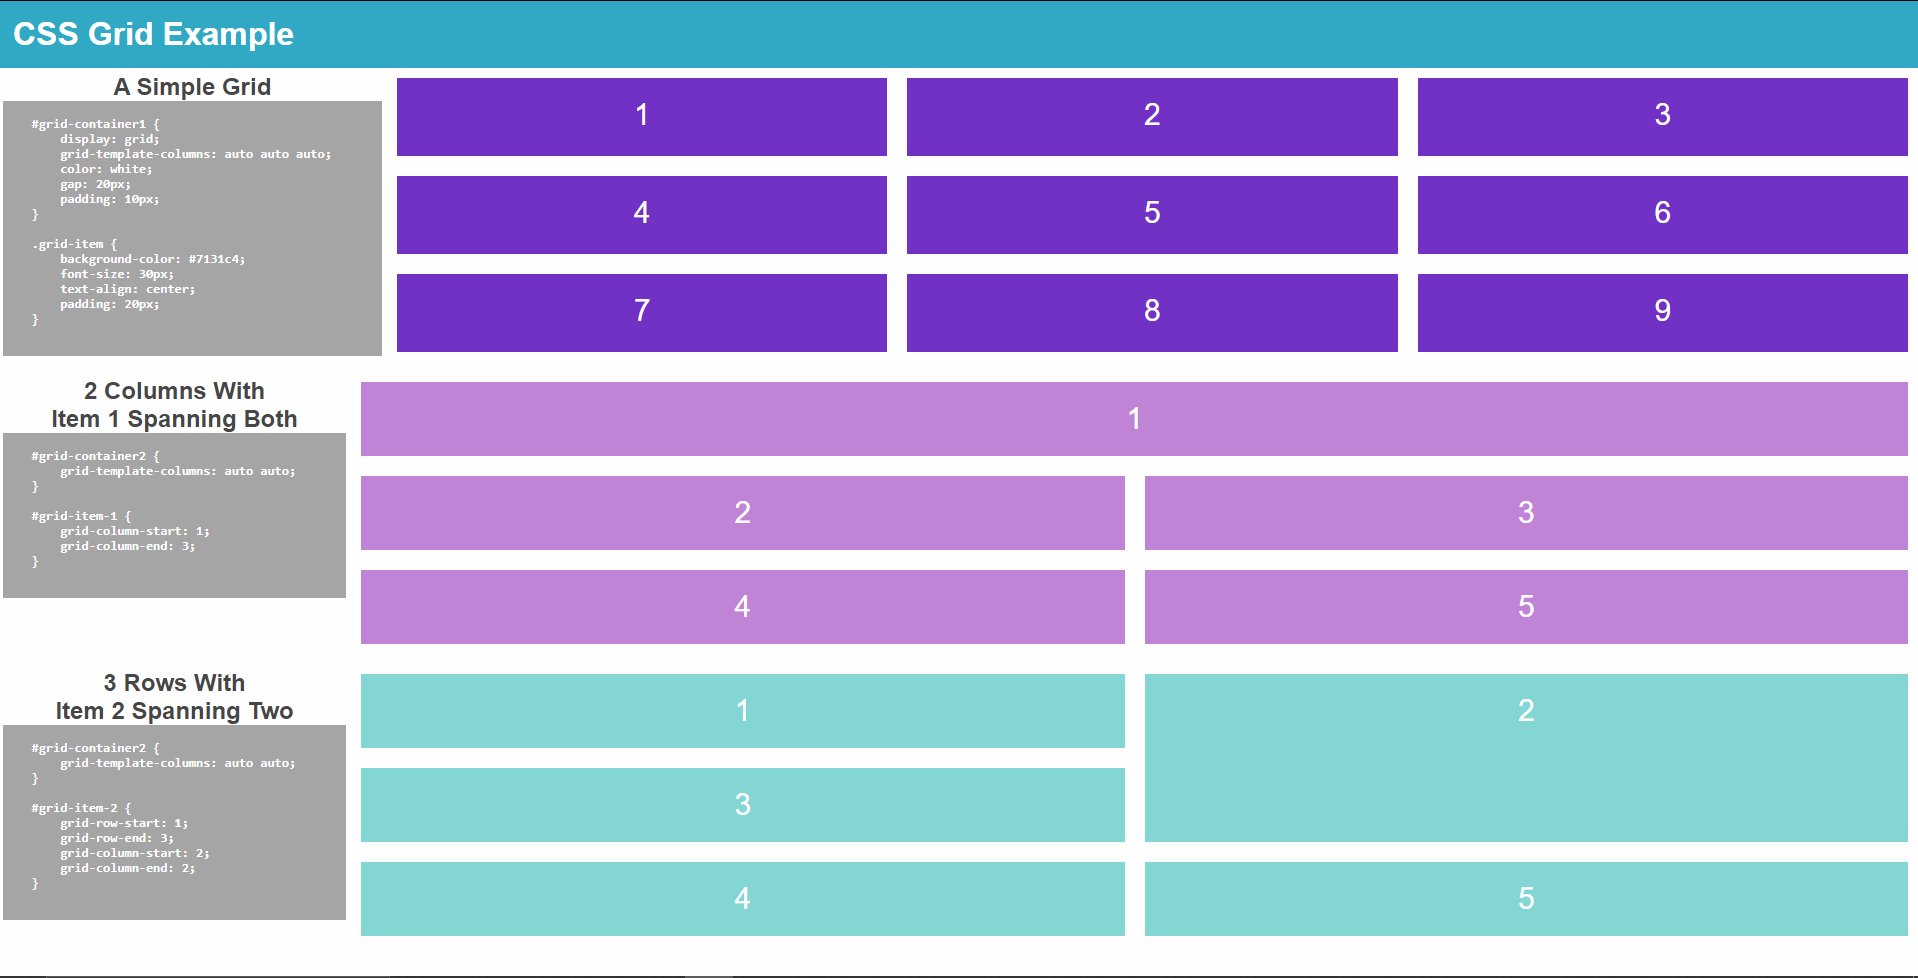 CSS Grid Example
A Simple Grid
#grid-container1 {
    display: grid;
    grid-template-columns: auto auto auto;
    color: white;
    gap: 20px;
    padding: 10px;
}
.grid-item {
    background-color: #7131c4;
    font-size: 30px;
    text-align: center;
    padding: 20px;
}
1 2 3
4 5 6
7 8 9
2 Columns With
Item 1 Spanning Both
#grid-container2 {
    grid-template-columns: auto auto;
}
#grid-item-1 {
    grid-column-start: 1;
    grid-column-end: 3;
}
1
2 3
4 5
3 Rows With
Item 2 Spanning Two
#grid-container2 {
    grid-template-columns: auto auto;
}
#grid-item-2 {
    grid-row-start: 1;
    grid-row-end: 3;
    grid-column-start: 2;
    grid-column-end: 2;
}
1 2
3
4 5